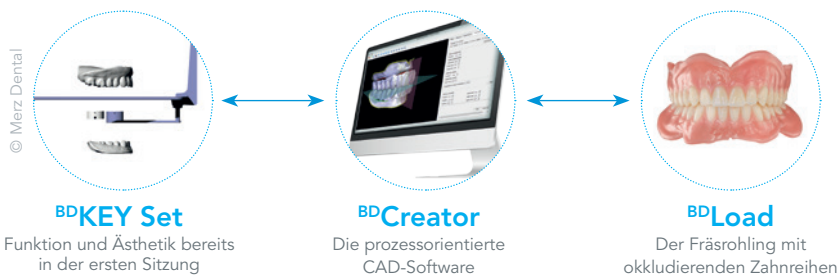 © Merz Dental
BDKEY Set
Funktion und Ästhetik bereits
in der ersten Sitzung
BDCreator
Die prozessorientierte
CAD-Software
BDLoad
Der Fräsrohling mit
okkludierenden Zahnreihen